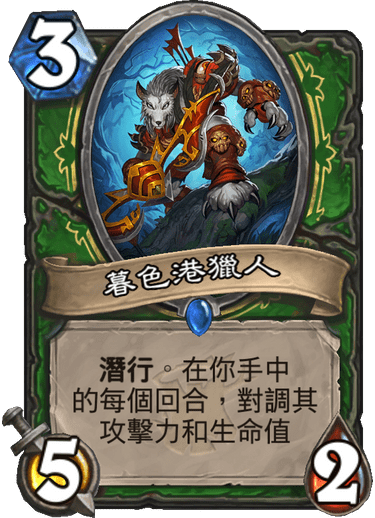 3
暮色港獵人
潛行。在你手中
的每個回合，對調其
攻擊力和生命值
5
2